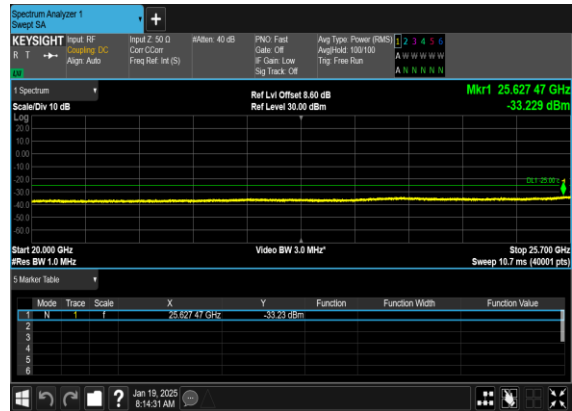 Spectrum Analyzer 1
Swept SA
KEYSIGHT Input: RF Input Z: 50 Ω #Atten: 40 dB PNO: Fast Avg Type: Power (RMS) 1 2 3 4 5 6
R T Coupling: DC Corr CCorr Gate: Off Avg|Hold: 100/100 A W W W W W
Align: Auto Freq Ref: Int (S) IF Gain: Low Trig: Free Run
Sig Track: Off A N N N N N
1 Spectrum Ref Lvl Offset 8.60 dB Mkr1 25.627 47 GHz
Scale/Div 10 dB Ref Level 30.00 dBm -33.229 dBm
Log
20.0
10.0
0.00
-10.0
-20.0
DL1 -25.00
-30.0
-40.0
-50.0
-60.0
Start 20.000 GHz Video BW 3.0 MHz* Stop 25.700 GHz
#Res BW 1.0 MHz Sweep 10.7 ms (40001 pts)
5 Marker Table
Mode Trace Scale X Y Function Function Width Function Value
1 N 1 f 25.627 47 GHz -33.23 dBm
2
3
4
5
6
Jan 19, 2025
8:14:31 AM